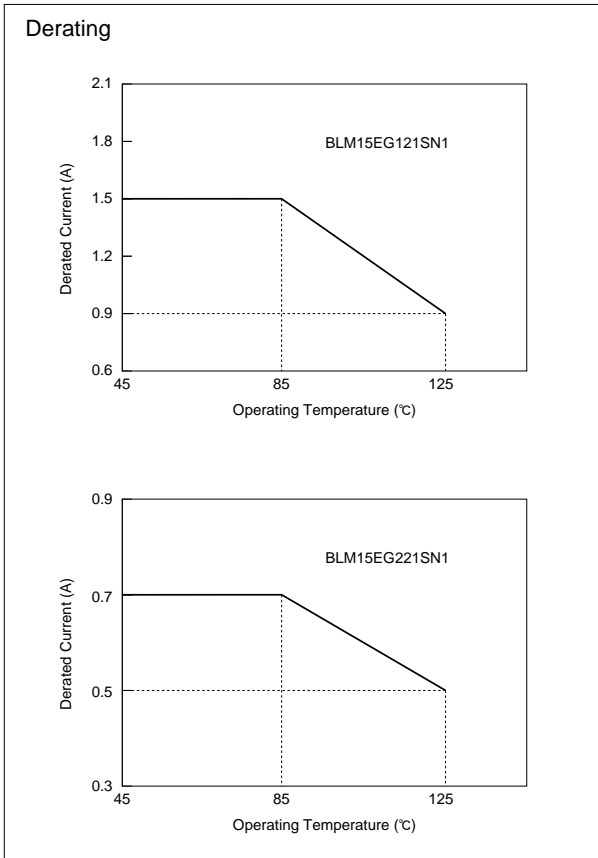 Derating
2.1
1.8
BLM15EG121SN1
1.5
1.2
0.9
0.6
Derated Current (A)
45 85 125
Operating Temperature (℃)
0.9
BLM15EG221SN1
0.7
0.5
0.3
Derated Current (A)
45 85 125
Operating Temperature (℃)